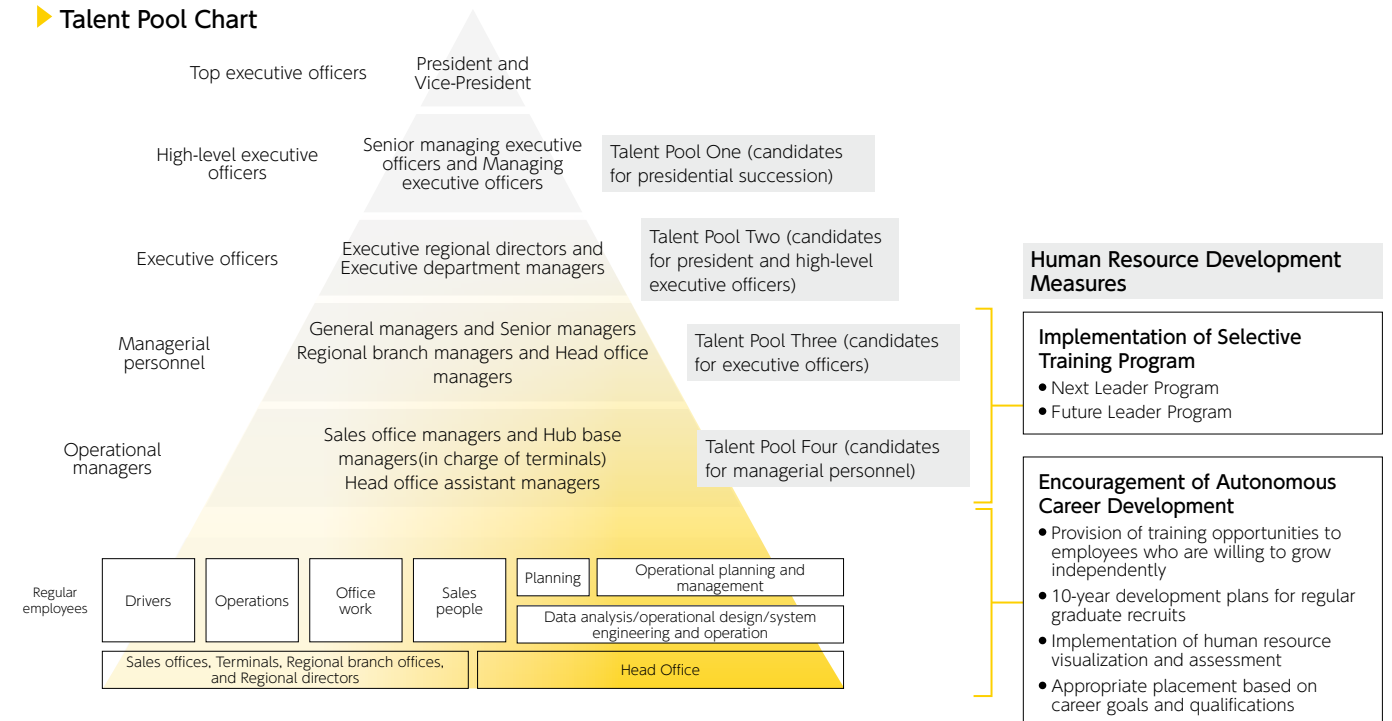 Talent Pool Chart
Top executive officers
President and
Vice-President
High-level executive
officers
Senior managing executive
officers and Managing
executive officers
Talent Pool One (candidates
for presidential succession)
Executive officers
Executive regional directors and
Executive department managers
Talent Pool Two (candidates
for president and high-level
executive officers)
Managerial
personnel
General managers and Senior managers
Regional branch managers and Head office
managers
Talent Pool Three (candidates
for executive officers)
Operational
managers
Sales office managers and Hub base
managers(in charge of terminals)
Head office assistant managers
Talent Pool Four (candidates
for managerial personnel)
Regular
employees
Drivers
Operations
Office
work
Sales
people
Planning
Operational planning and
management
Data analysis/operational design/system
engineering and operation
Sales offices, Terminals, Regional branch offices,
and Regional directors
Head Office
Human Resource Development
Measures
Implementation of Selective
Training Program
• Next Leader Program
• Future Leader Program
Encouragement of Autonomous
Career Development
• Provision of training opportunities to
employees who are willing to grow
independently
• 10-year development plans for regular
graduate recruits
• Implementation of human resource
visualization and assessment
• Appropriate placement based on
career goals and qualifications